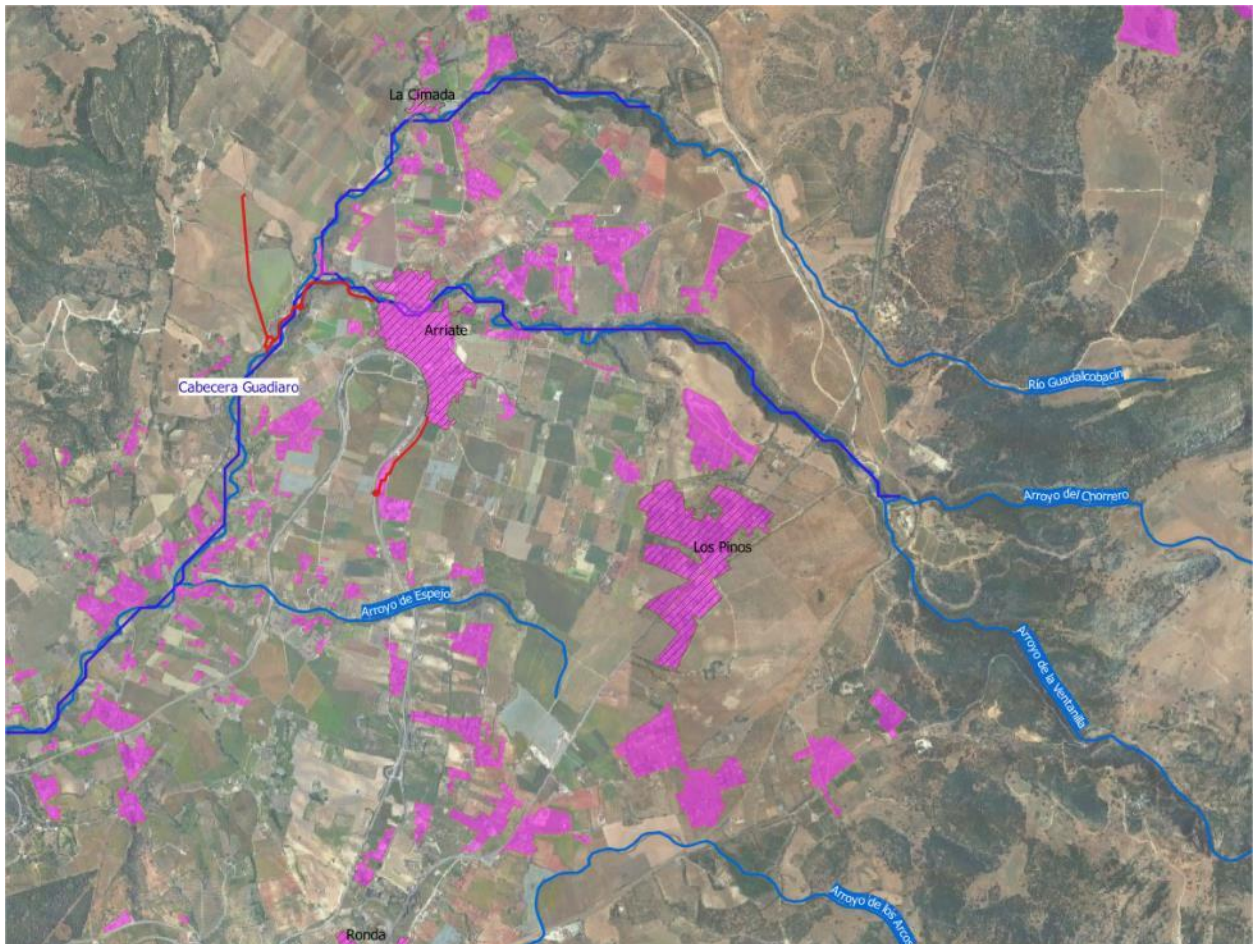 La Cimada
Arriate
Cabecera Guadiaro
Río Guadalcobacín
Arroyo del Chorrero
Los Pinos
Arroyo de Espejo
Arroyo de la Ventanilla
Arroyo de los Arcos
Ronda